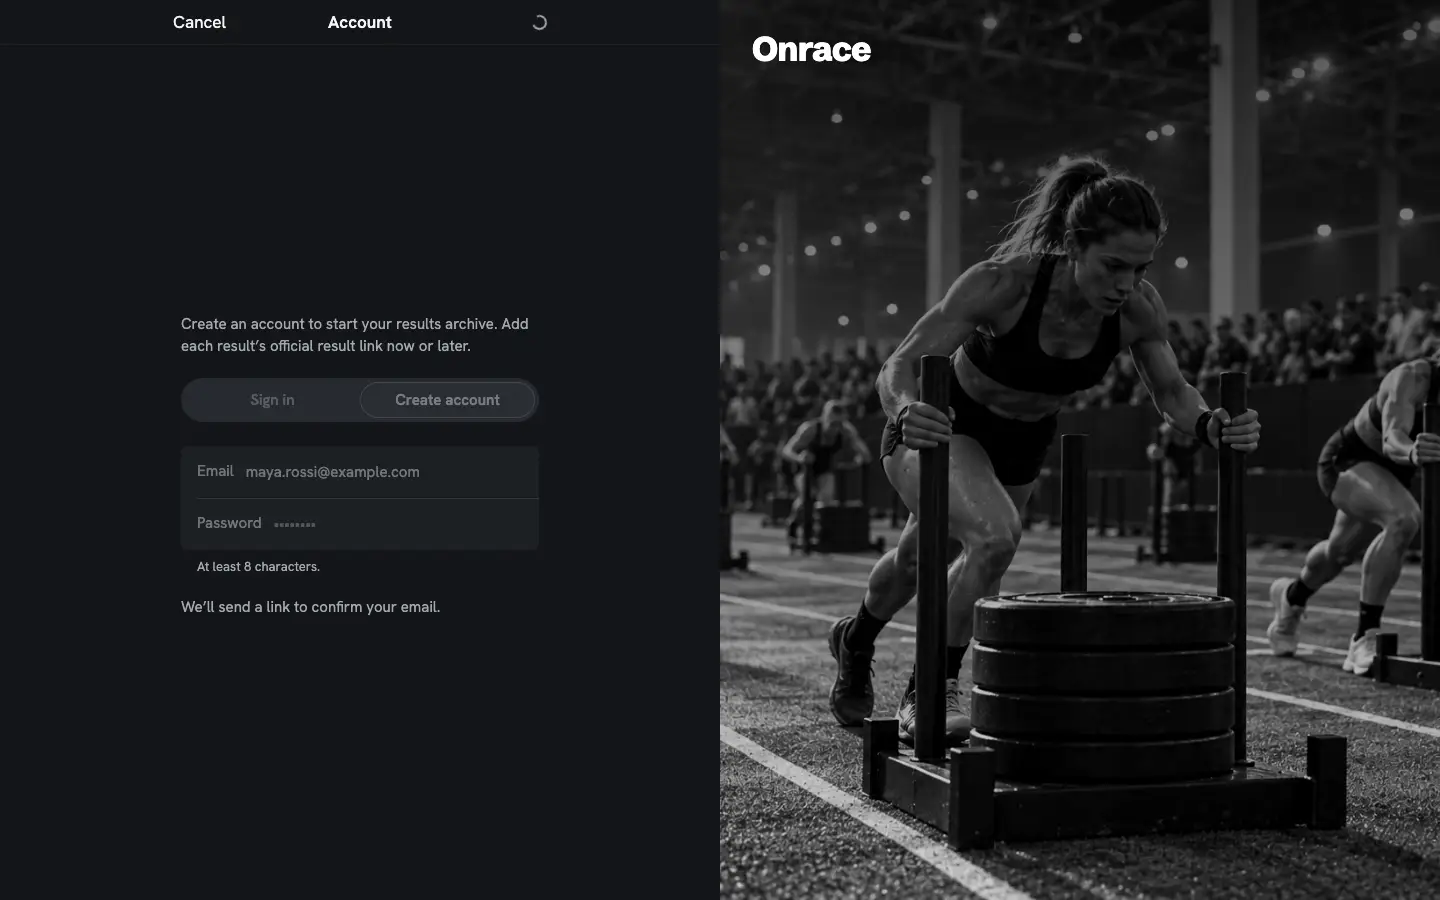 Cancel
Account
Onrace
Create an account to start your results archive. Add
each result’s official result link now or later.
Sign in
Create account
Email maya.rossi@example.com
Password ••••••••
At least 8 characters.
We’ll send a link to confirm your email.